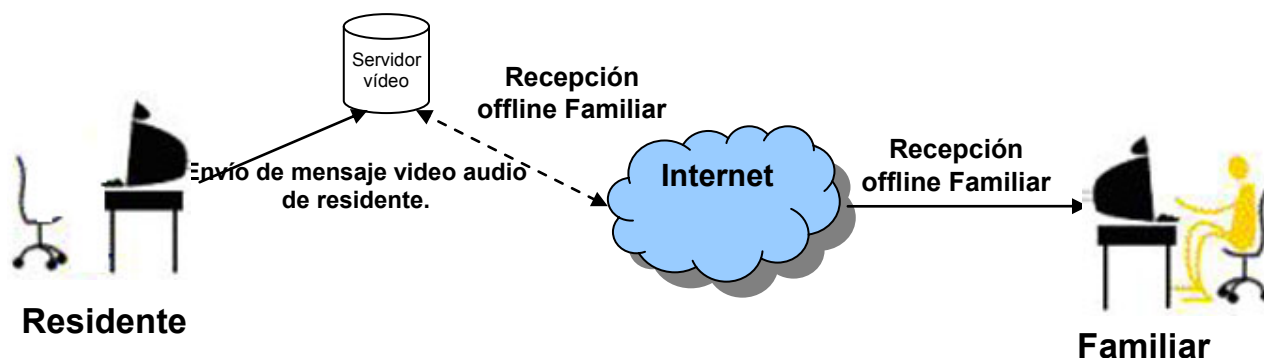 Servidor
vídeo
Recepción
offline Familiar
Envío de mensaje video audio
de residente.
Internet
Recepción
offline Familiar
Residente
Familiar